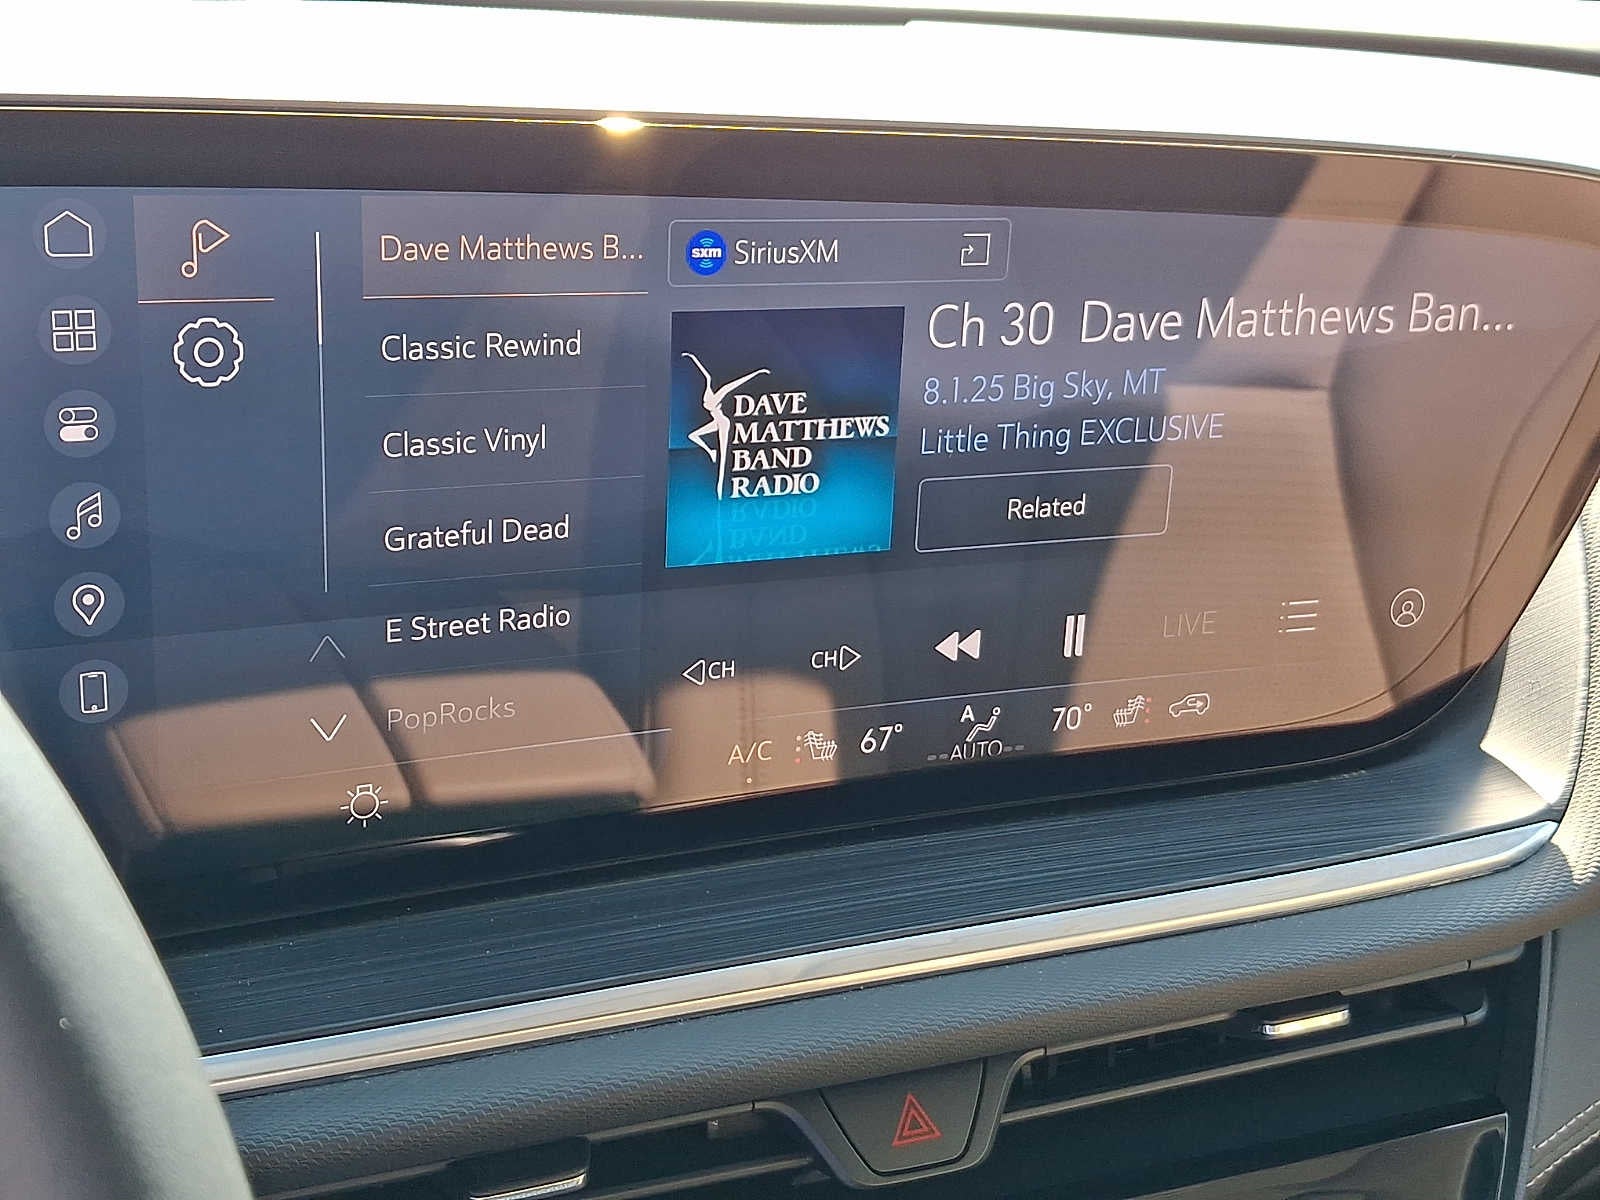 Dave Matthews B...
Classic Rewind
Classic Vinyl
Grateful Dead
E Street Radio
PopRocks
sxm SiriusXM
DAVE
MATTHEWS
BAND
RADIO
Ch 30 Dave Matthews Ban...
8.1.25 Big Sky, MT
Little Thing EXCLUSIVE
Related
CH
CH
LIVE
A/C
67°
A
AUTO
70°